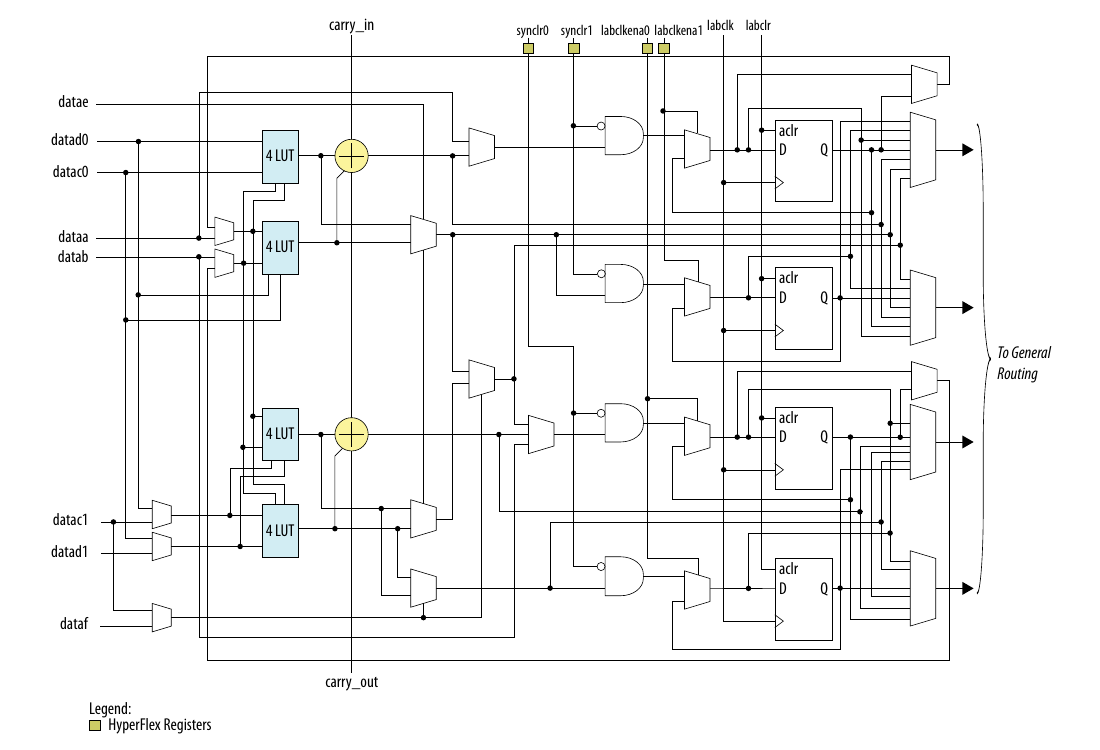 carry_in
synclr0
synclr1
labclkena0
labclkena1
labclk
labclr
datae
datad0
datac0
dataa
datab
4 LUT
4 LUT
aclr
D
Q
aclr
D
Q
To General
Routing
4 LUT
4 LUT
aclr
D
Q
aclr
D
Q
datac1
datad1
dataf
carry_out
Legend:
HyperFlex Registers